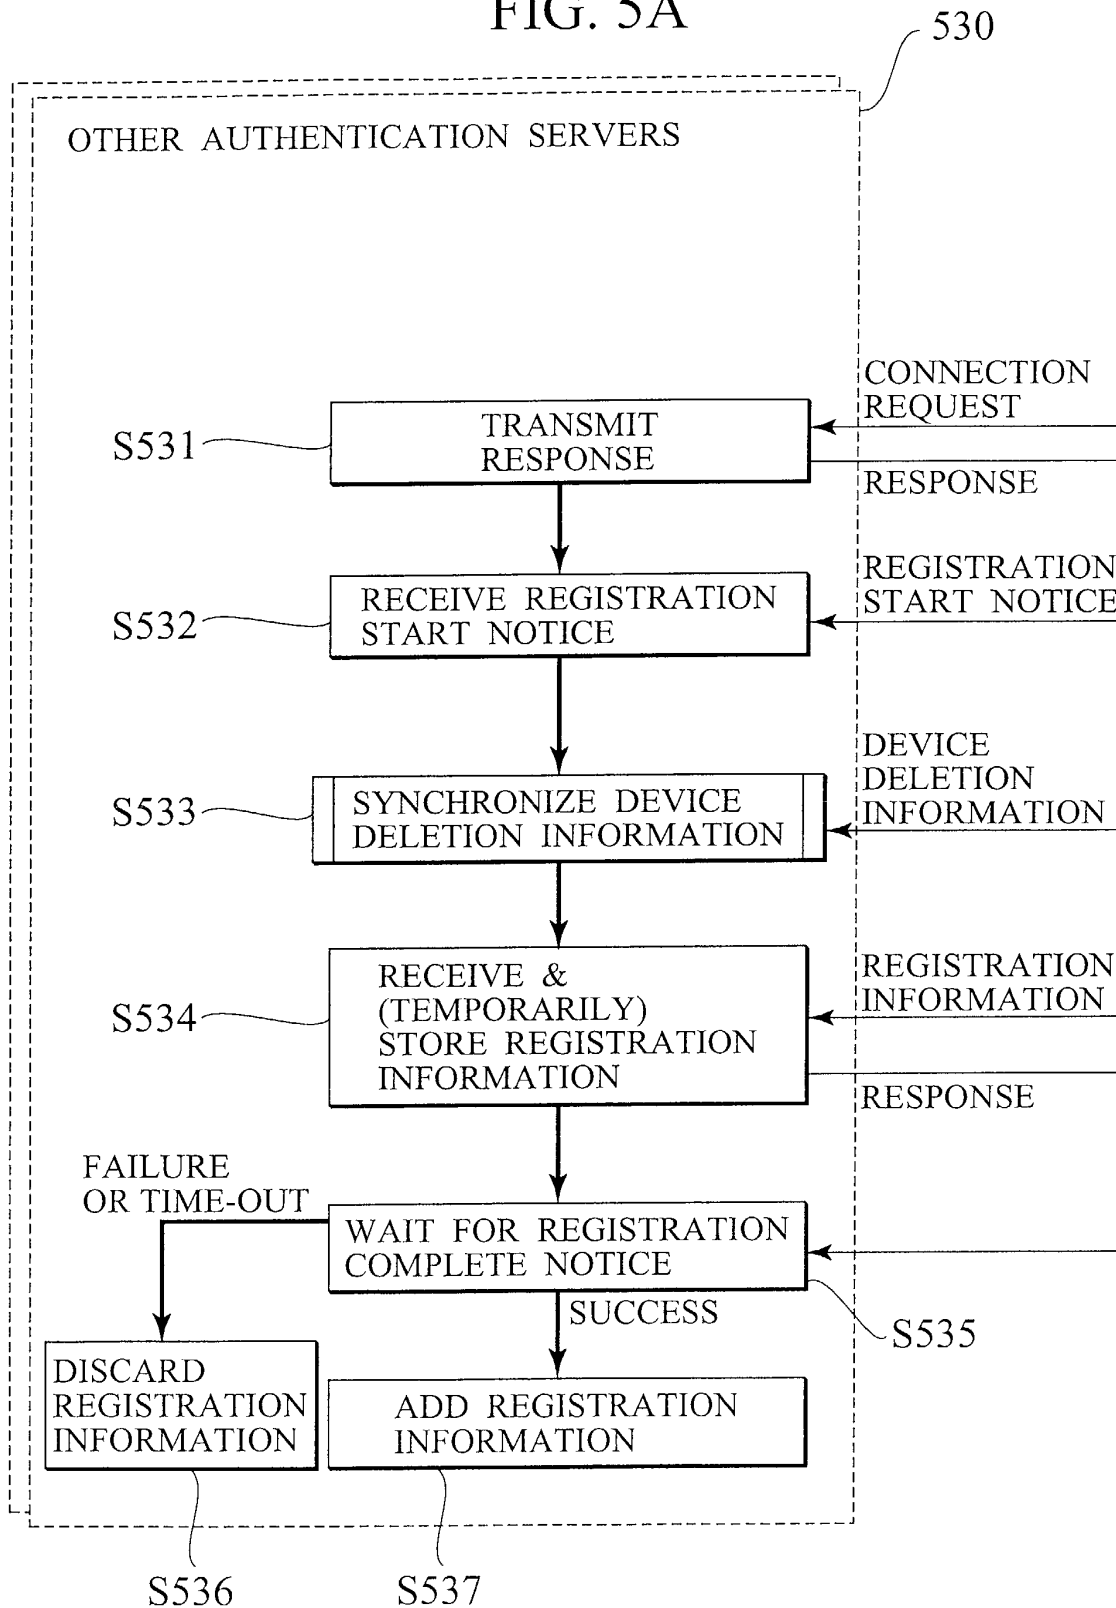 FIG. 5A
530
OTHER AUTHENTICATION SERVERS
CONNECTION
REQUEST
S531
TRANSMIT
RESPONSE
RESPONSE
REGISTRATION
START NOTICE
S532
RECEIVE REGISTRATION
START NOTICE
DEVICE
DELETION
INFORMATION
S533
SYNCHRONIZE DEVICE
DELETION INFORMATION
REGISTRATION
INFORMATION
S534
RECEIVE &
(TEMPORARILY)
STORE REGISTRATION
INFORMATION
RESPONSE
FAILURE
OR TIME-OUT
WAIT FOR REGISTRATION
COMPLETE NOTICE
SUCCESS
S535
DISCARD
REGISTRATION
INFORMATION
ADD REGISTRATION
INFORMATION
S536
S537